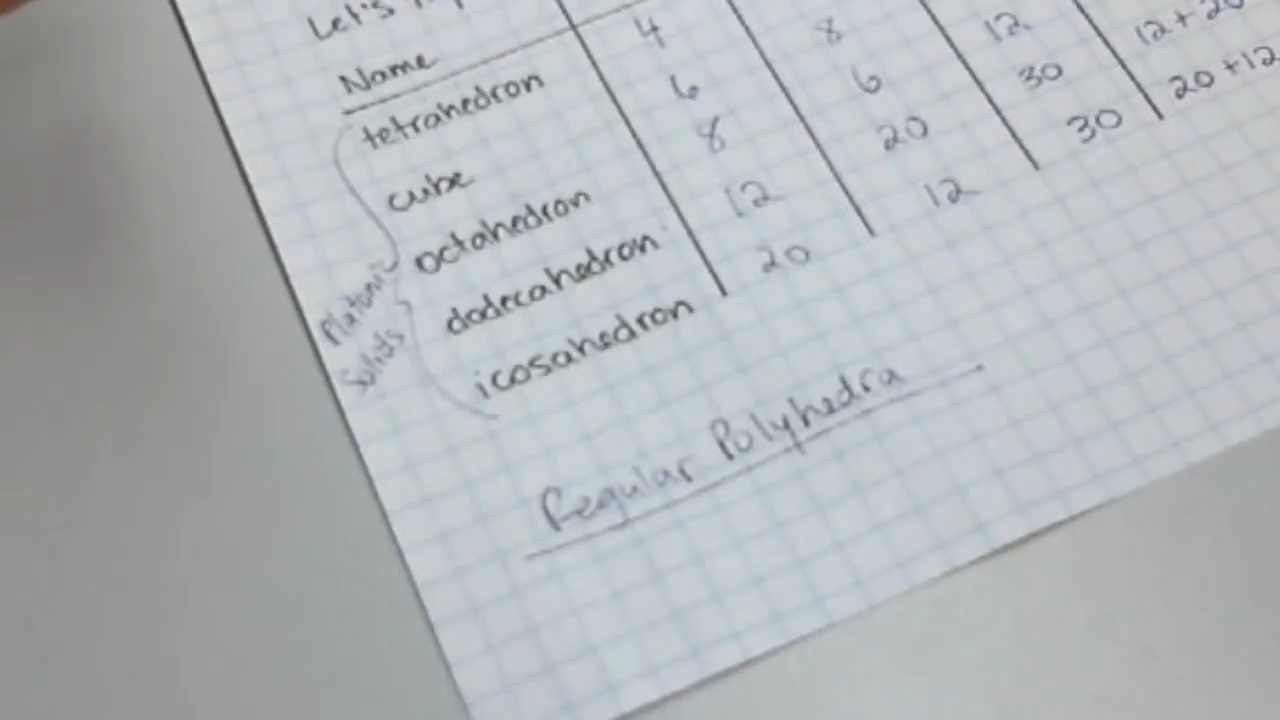 Let's
Name
tetrahedron 4 8 12 12 + 20
cube 6 6 30 20 + 12
octahedron 8 20 30
dodecahedron 12 12
icosahedron 20
Platonic
Solids
Regular Polyhedra